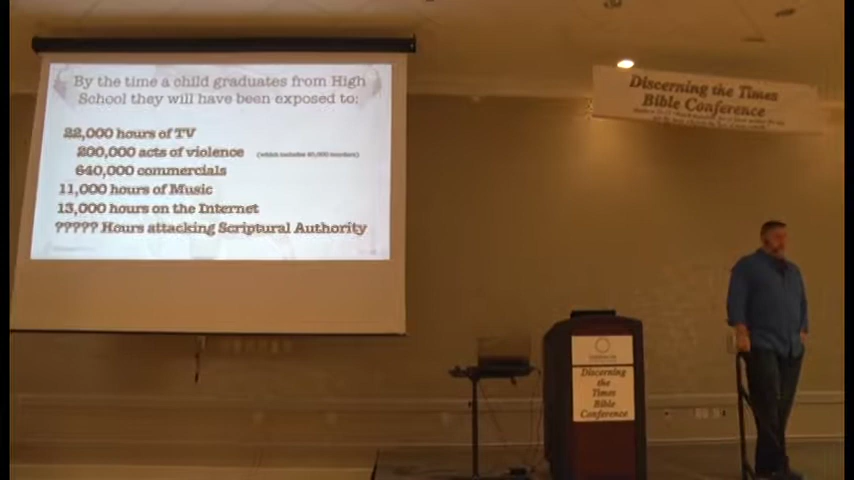 By the time a child graduates from High
School they will have been exposed to:
22,000 hours of TV
200,000 acts of violence
640,000 commercials
11,000 hours of Music
13,000 hours on the Internet
????? Hours attacking Scriptural Authority
Discerning the Times
Bible Conference
Discerning
the
Times
Bible
Conference